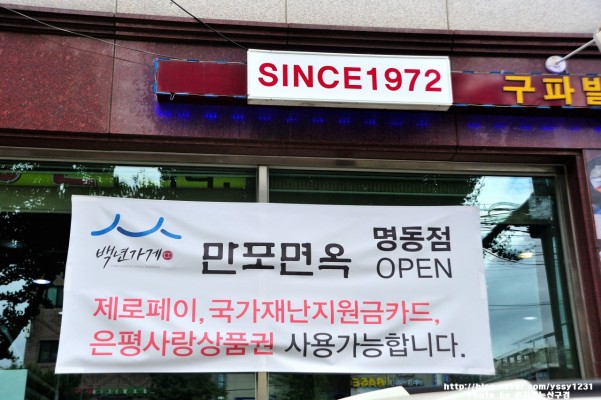 SINCE1972
구파발
백년가게
만포면옥 명동점 OPEN
제로페이, 국가재난지원금카드,
은평사랑상품권 사용가능합니다.